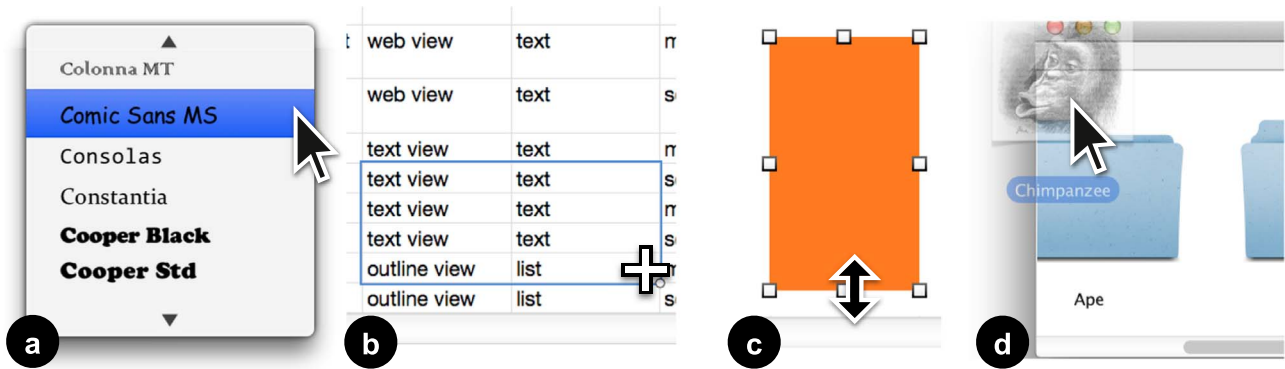 Colonna MT
Comic Sans MS
Consolas
Constantia
Cooper Black
Cooper Std
a
web view text
web view text
text view text
text view text
text view text
text view text
outline view list
outline view list
b
c
Chimpanzee
Ape
d